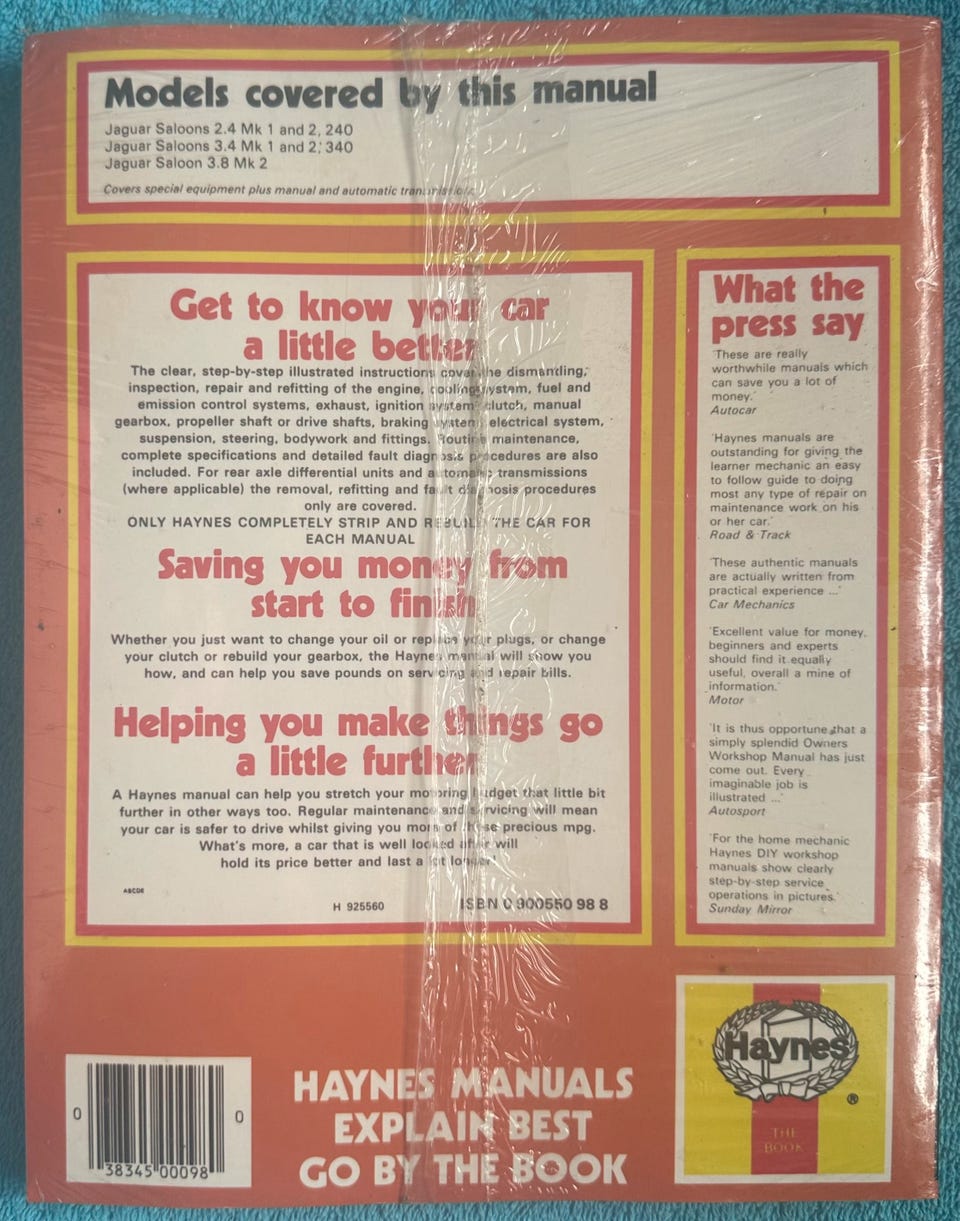 Models covered by this manual
Jaguar Saloons 2.4 Mk 1 and 2, 240
Jaguar Saloons 3.4 Mk 1 and 2, 340
Jaguar Saloon 3.8 Mk 2
Covers special equipment plus manual and automatic transmissions
Get to know your car
a little better
The clear, step-by-step illustrated instructions cover the dismantling,
inspection, repair and refitting of the engine, cooling system, fuel and
emission control systems, exhaust, ignition system, clutch, manual
gearbox, propeller shaft or drive shafts, braking system, electrical system,
suspension, steering, bodywork and fittings. Routine maintenance,
complete specifications and detailed fault diagnosis procedures are also
included. For rear axle differential units and automatic transmissions
(where applicable) the removal, refitting and fault diagnosis procedures
only are covered.
ONLY HAYNES COMPLETELY STRIP AND REBUILD THE CAR FOR
EACH MANUAL
Saving you money from
start to finish
Whether you just want to change your oil or replace your plugs, or change
your clutch or rebuild your gearbox, the Haynes manual will show you
how, and can help you save pounds on servicing and repair bills.
Helping you make things go
a little further
A Haynes manual can help you stretch your motoring budget that little bit
further in other ways too. Regular maintenance and servicing will mean
your car is safer to drive whilst giving you more of those precious mpg.
What's more, a car that is well looked after will
hold its price better and last a lot longer!
ABCDE
H 925560
ISBN 0 900550 98 8
What the
press say
'These are really
worthwhile manuals which
can save you a lot of
money.'
Autocar
'Haynes manuals are
outstanding for giving the
learner mechanic an easy
to follow guide to doing
most any type of repair on
maintenance work on his
or her car.'
Road & Track
'These authentic manuals
are actually written from
practical experience ...'
Car Mechanics
'Excellent value for money,
beginners and experts
should find it equally
useful, overall a mine of
information.'
Motor
'It is thus opportune that a
simply splendid Owners
Workshop Manual has just
come out. Every
imaginable job is
illustrated ...'
Autosport
'For the home mechanic
Haynes DIY workshop
manuals show clearly
step-by-step service
operations in pictures.'
Sunday Mirror
0 38345 00098 0
HAYNES MANUALS
EXPLAIN BEST
GO BY THE BOOK
Haynes
®
THE
BOOK